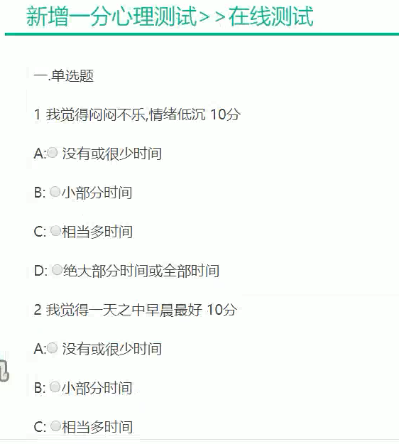 新增一分心理测试>>在线测试
一.单选题
1 我觉得闷闷不乐,情绪低沉 10分
A: 没有或很少时间
B: 小部分时间
C: 相当多时间
D: 绝大部分时间或全部时间
2 我觉得一天之中早晨最好 10分
A: 没有或很少时间
B: 小部分时间
C: 相当多时间